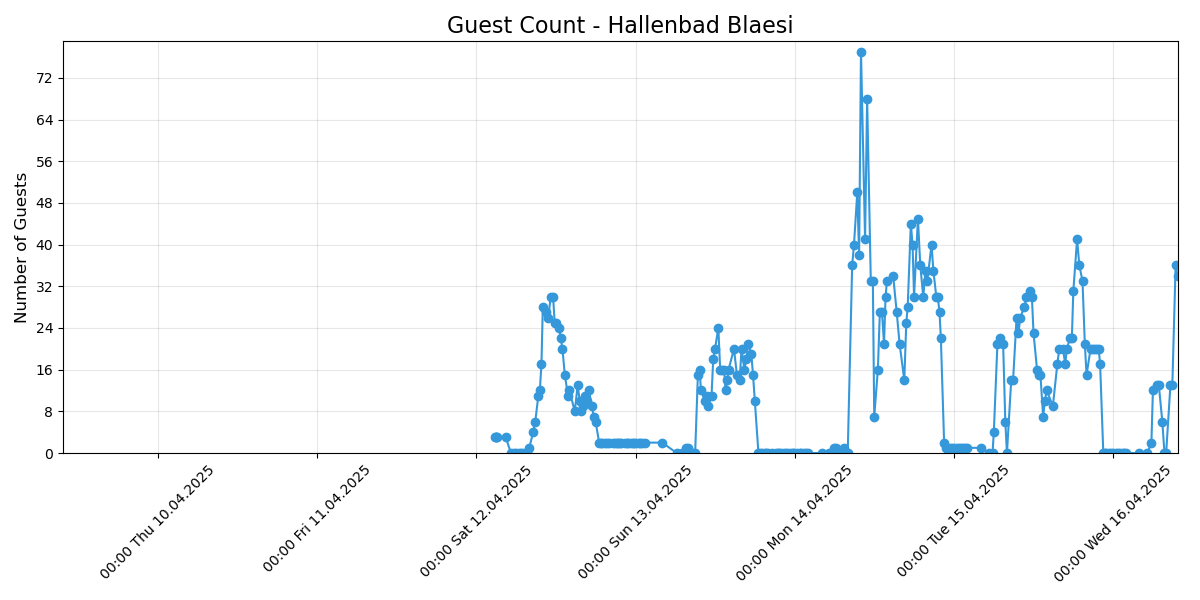 Guest Count - Hallenbad Blaesi
Number of Guests
72
64
56
48
40
32
24
16
8
0
00:00 Thu 10.04.2025
00:00 Fri 11.04.2025
00:00 Sat 12.04.2025
00:00 Sun 13.04.2025
00:00 Mon 14.04.2025
00:00 Tue 15.04.2025
00:00 Wed 16.04.2025